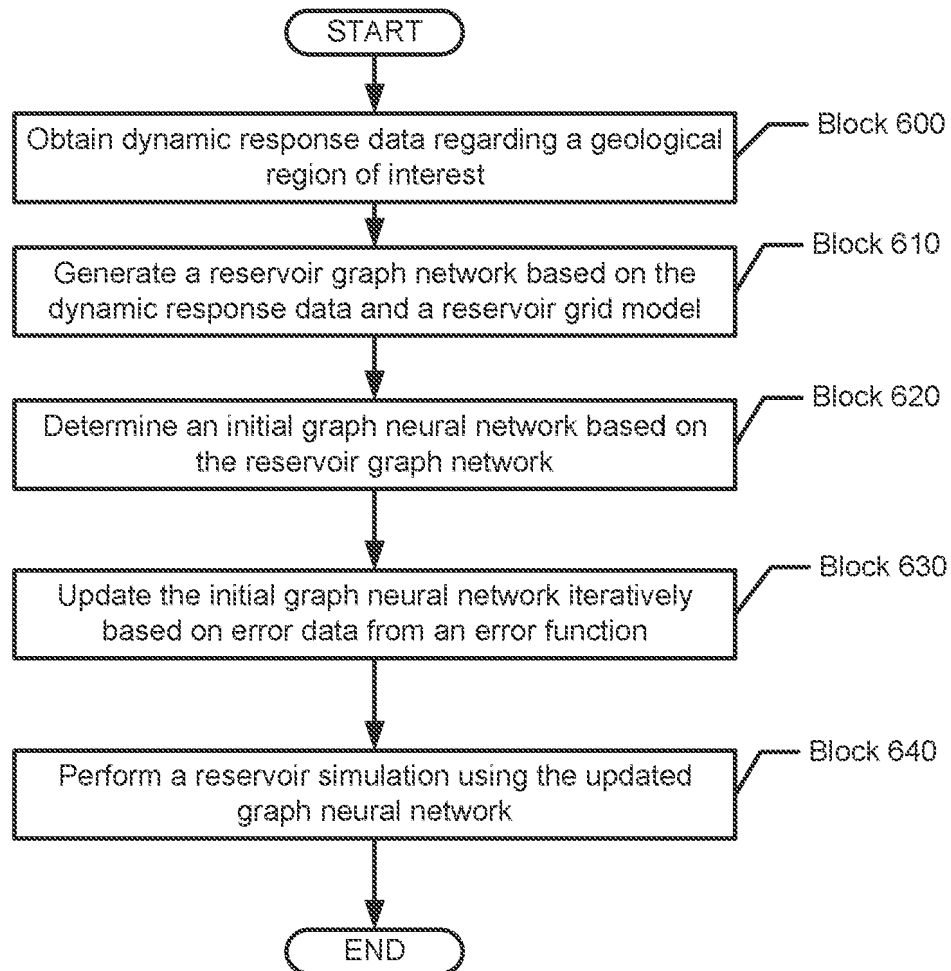 START
Obtain dynamic response data regarding a geological
region of interest
Block 600
Generate a reservoir graph network based on the
dynamic response data and a reservoir grid model
Block 610
Determine an initial graph neural network based on
the reservoir graph network
Block 620
Update the initial graph neural network iteratively
based on error data from an error function
Block 630
Perform a reservoir simulation using the updated
graph neural network
Block 640
END